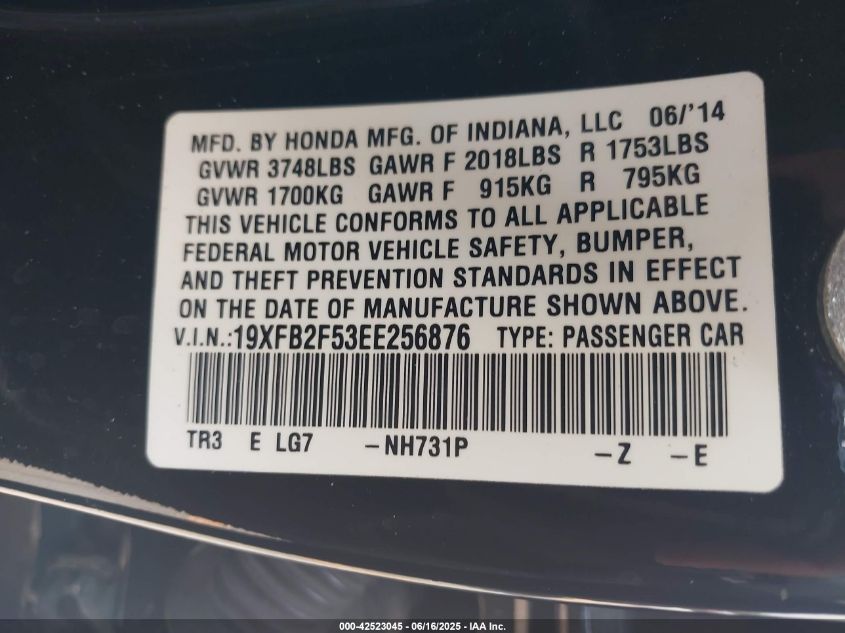 MFD. BY HONDA MFG. OF INDIANA, LLC 06/'14
GVWR 3748LBS GAWR F 2018LBS R 1753LBS
GVWR 1700KG GAWR F 915KG R 795KG
THIS VEHICLE CONFORMS TO ALL APPLICABLE
FEDERAL MOTOR VEHICLE SAFETY, BUMPER,
AND THEFT PREVENTION STANDARDS IN EFFECT
ON THE DATE OF MANUFACTURE SHOWN ABOVE.
V.I.N.:19XFB2F53EE256876 TYPE: PASSENGER CAR
TR3 E LG7 -NH731P -Z -E
000-42523045 - 06/16/2025 - IAA Inc.